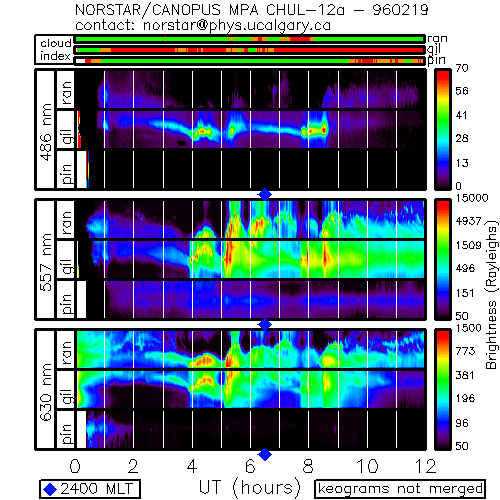 NORSTAR/CANOPUS MPA CHUL-12a - 960219
contact: norstar@phys.ucalgary.ca
cloud index
ran
gil
pin
486 nm
ran
gil
pin
70
67
54
41
28
13
0
557 nm
ran
gil
pin
15000
4937
1509
496
151
50
630 nm
ran
gil
pin
1500
773
381
196
96
50
Brightness (Rayleighs)
0 2 4 6 8 10 12
UT (hours)
2400 MLT
keograms not merged